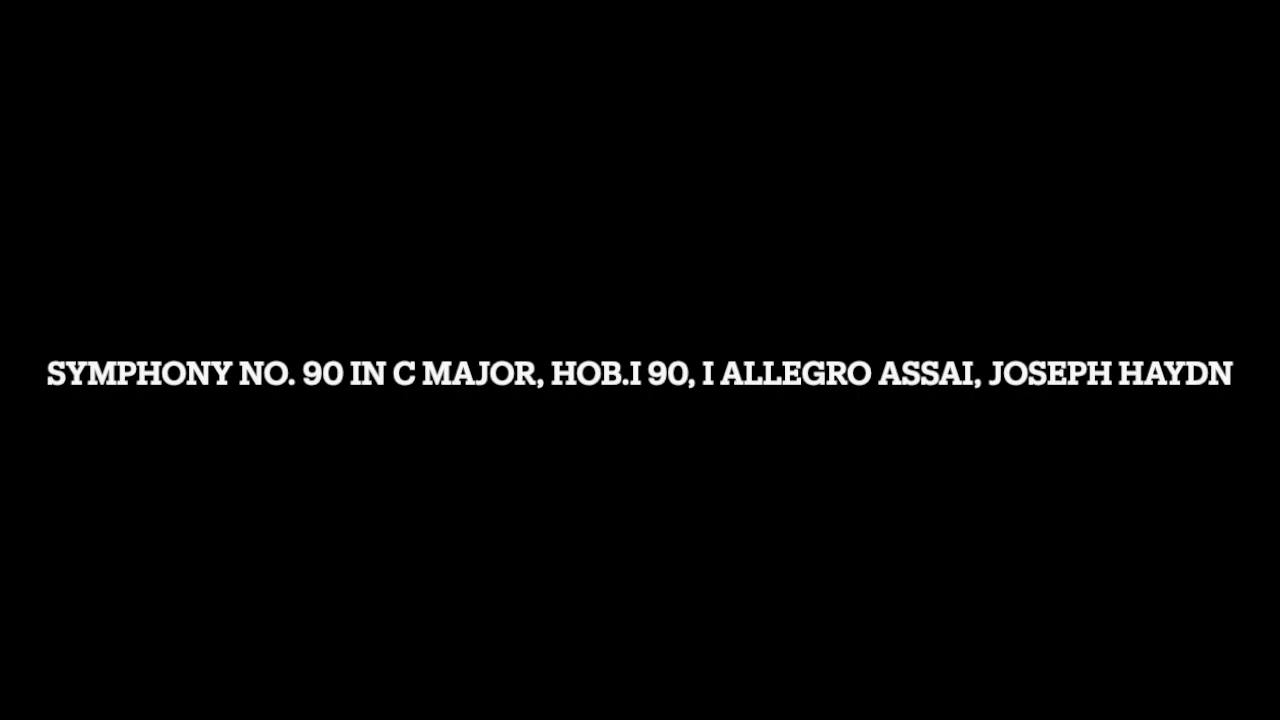 SYMPHONY NO. 90 IN C MAJOR, HOB.I 90, I ALLEGRO ASSAI, JOSEPH HAYDN